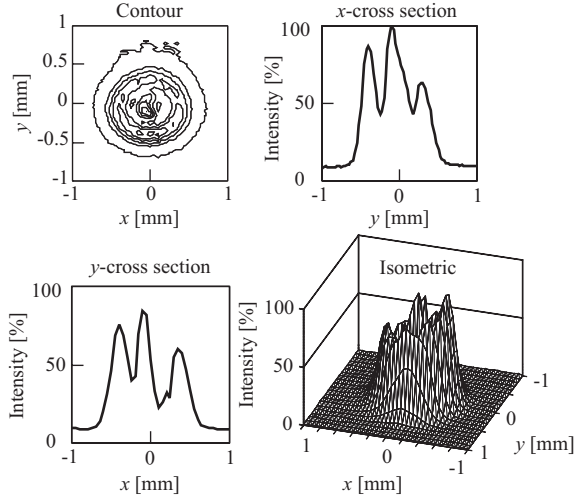 Contour
1
0.5
0
-0.5
-1
y [mm]
-1 0 1
x [mm]
x-cross section
100
50
0
Intensity [%]
-1 0 1
y [mm]
y-cross section
100
50
0
Intensity [%]
-1 0 1
x [mm]
Isometric
100
50
0
Intensity [%]
1 0 -1
x [mm]
-1
0
1
y [mm]